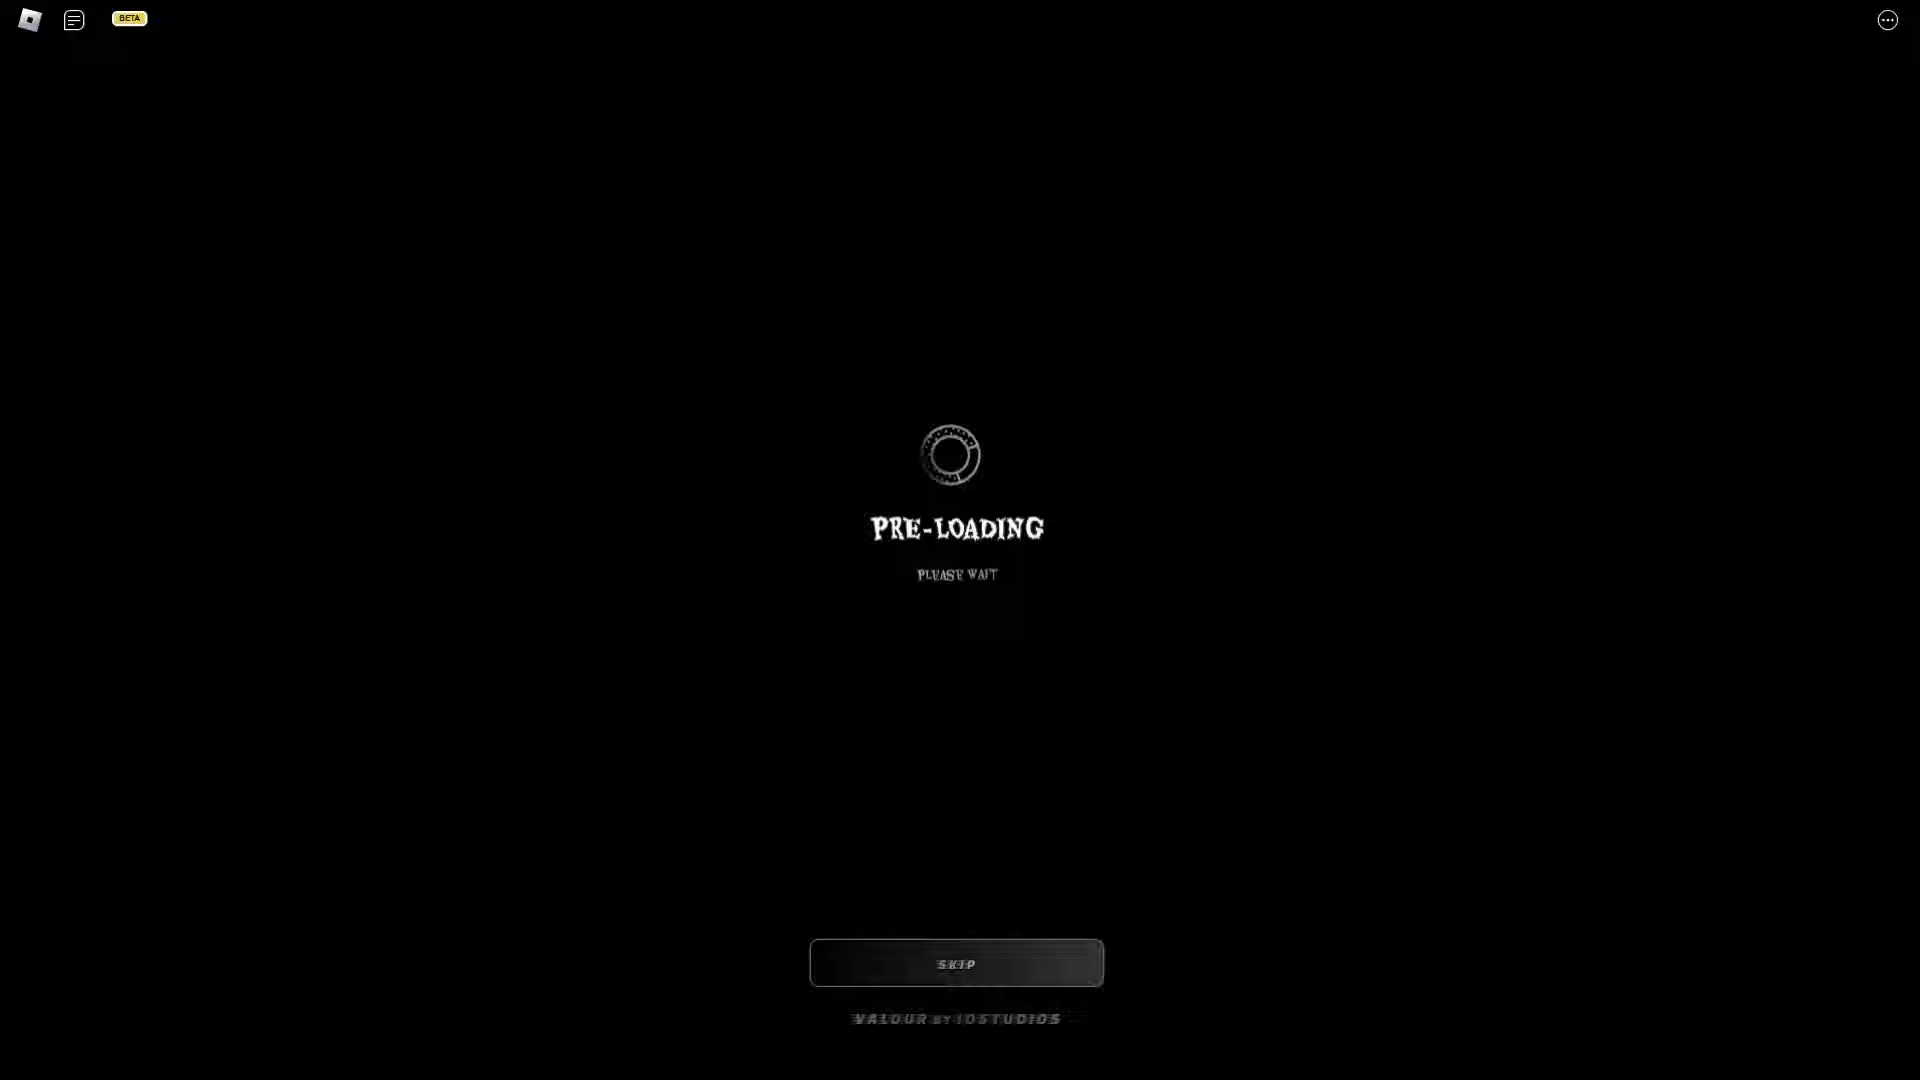 BETA
PRE-LOADING
PLEASE WAIT
SKIP
VALOUR BY IOSTUDIOS